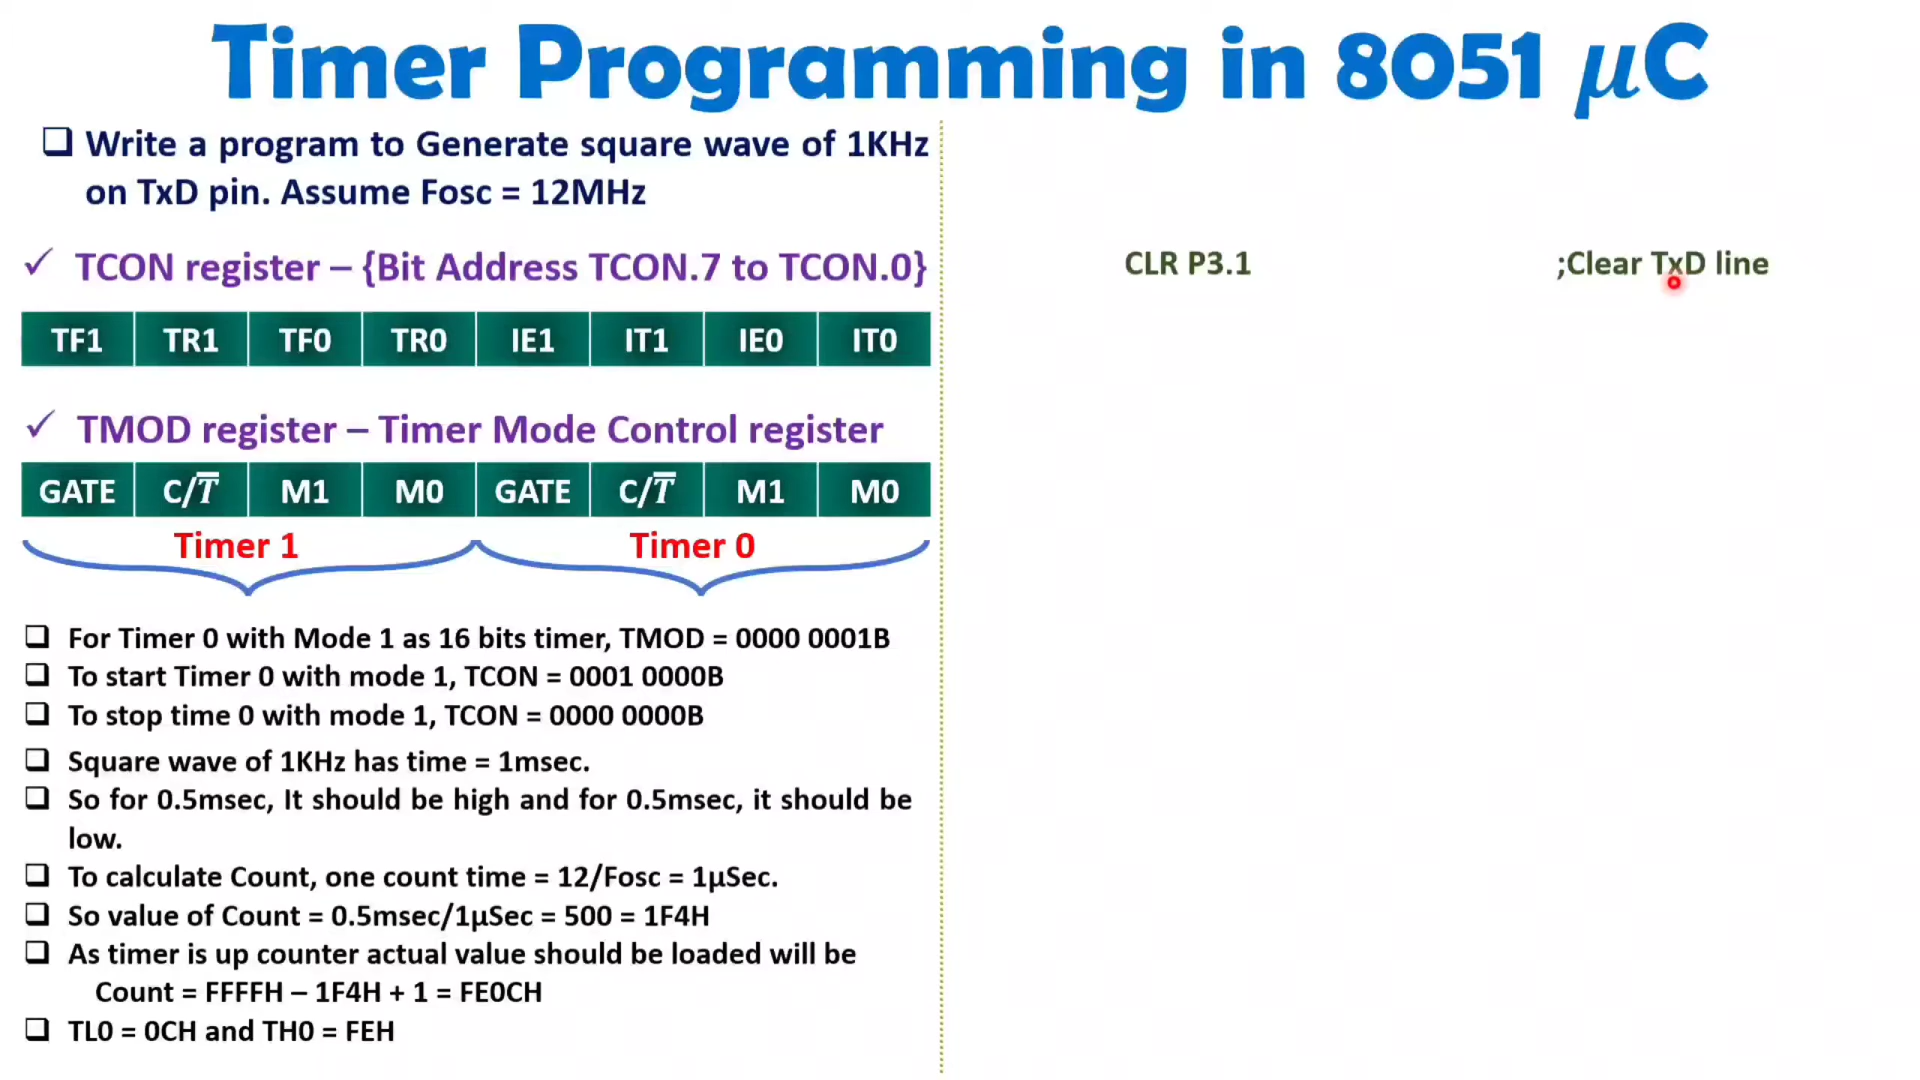 Timer Programming in 8051 μC
❑ Write a program to Generate square wave of 1KHz
on TxD pin. Assume Fosc = 12MHz
✓ TCON register – {Bit Address TCON.7 to TCON.0}
TF1 TR1 TF0 TR0 IE1 IT1 IE0 IT0
✓ TMOD register – Timer Mode Control register
GATE C/T̅ M1 M0 GATE C/T̅ M1 M0
Timer 1 Timer 0
❑ For Timer 0 with Mode 1 as 16 bits timer, TMOD = 0000 0001B
❑ To start Timer 0 with mode 1, TCON = 0001 0000B
❑ To stop time 0 with mode 1, TCON = 0000 0000B
❑ Square wave of 1KHz has time = 1msec.
❑ So for 0.5msec, It should be high and for 0.5msec, it should be
low.
❑ To calculate Count, one count time = 12/Fosc = 1μSec.
❑ So value of Count = 0.5msec/1μSec = 500 = 1F4H
❑ As timer is up counter actual value should be loaded will be
Count = FFFFH – 1F4H + 1 = FE0CH
❑ TL0 = 0CH and TH0 = FEH
CLR P3.1 ;Clear TxD line